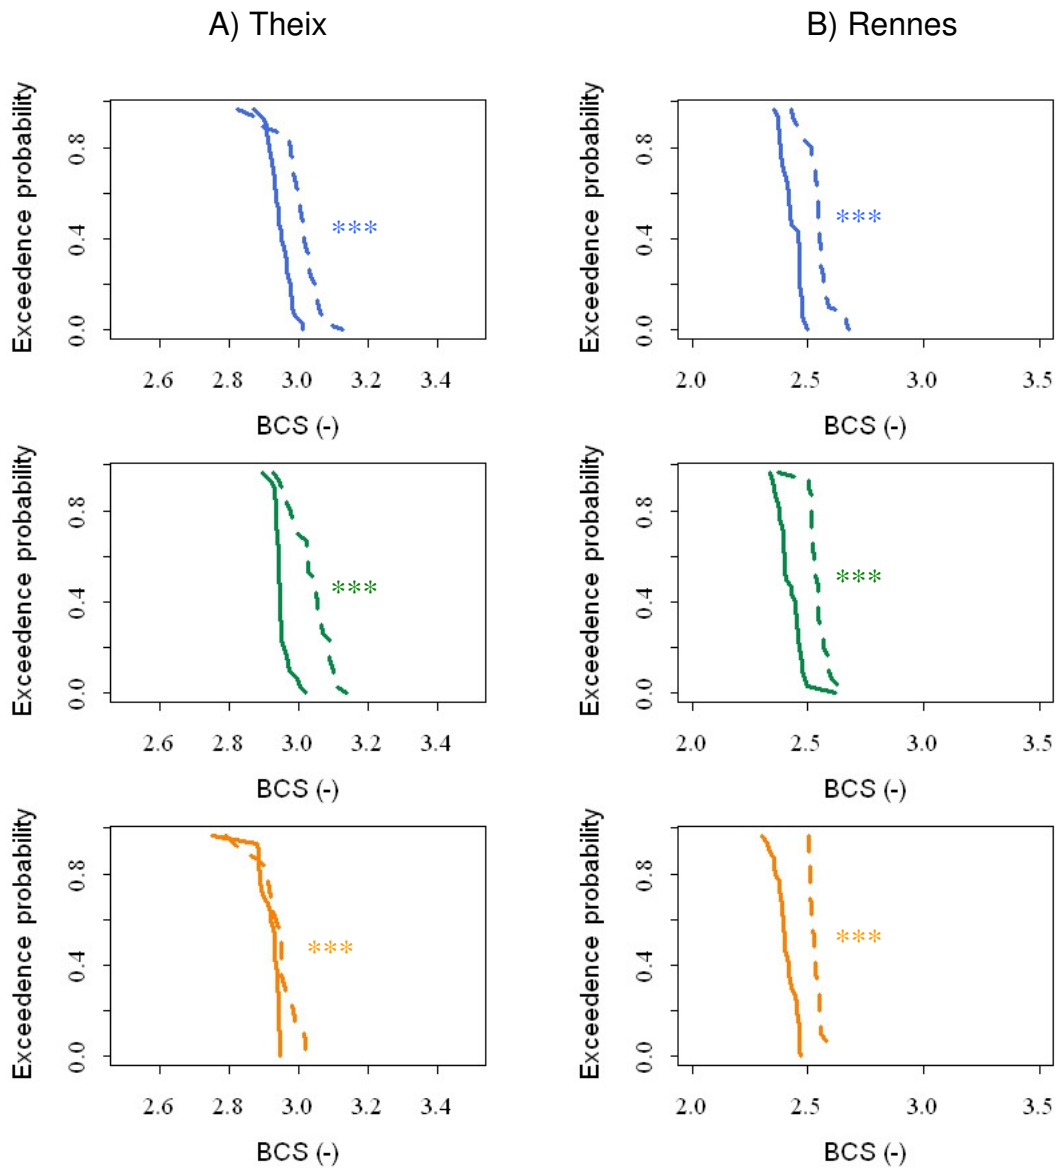 A) Theix
B) Rennes
Exceedence probability
0.0 0.4 0.8
***
2.6 2.8 3.0 3.2 3.4
BCS (-)
Exceedence probability
0.0 0.4 0.8
***
2.0 2.5 3.0 3.5
BCS (-)
Exceedence probability
0.0 0.4 0.8
***
2.6 2.8 3.0 3.2 3.4
BCS (-)
Exceedence probability
0.0 0.4 0.8
***
2.0 2.5 3.0 3.5
BCS (-)
Exceedence probability
0.0 0.4 0.8
***
2.6 2.8 3.0 3.2 3.4
BCS (-)
Exceedence probability
0.0 0.4 0.8
***
2.0 2.5 3.0 3.5
BCS (-)